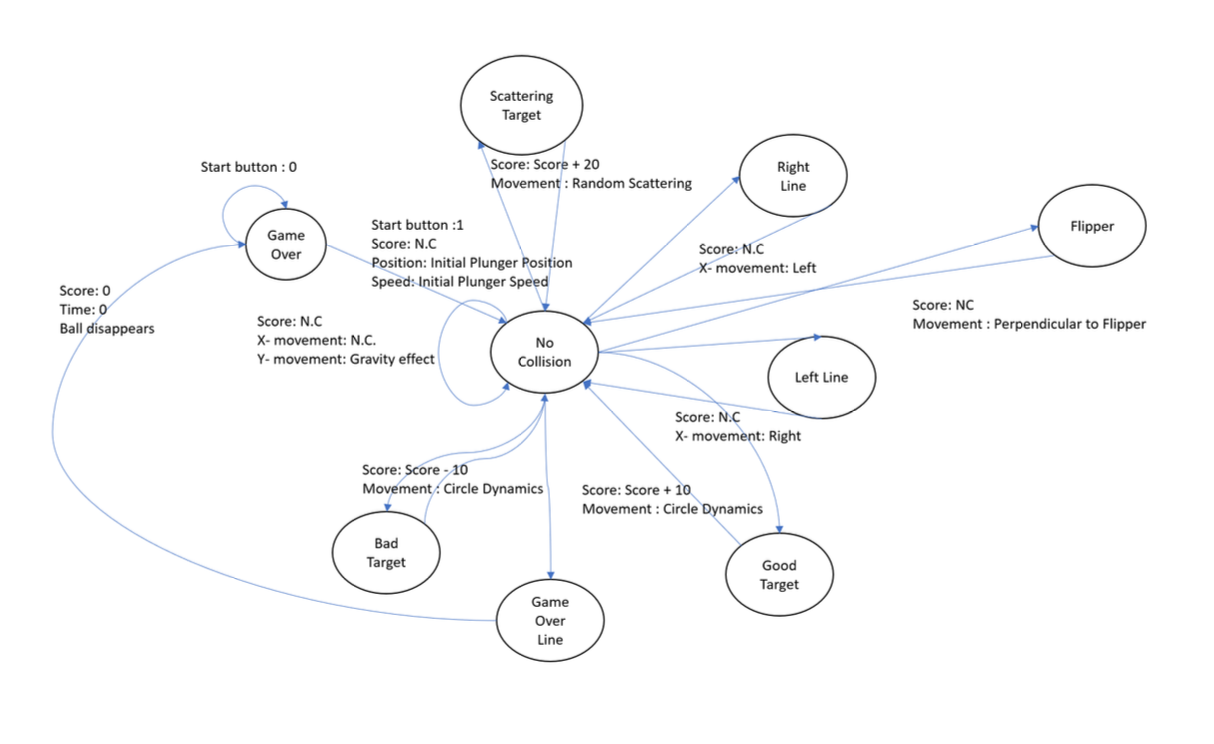 Scattering
Target
Score: Score + 20
Movement : Random Scattering
Right
Line
Start button : 0
Game
Over
Start button :1
Score: N.C
Position: Initial Plunger Position
Speed: Initial Plunger Speed
Flipper
Score: N.C
X- movement: Left
Score: 0
Time: 0
Ball disappears
Score: N.C
X- movement: N.C.
Y- movement: Gravity effect
No
Collision
Score: NC
Movement : Perpendicular to Flipper
Left Line
Score: N.C
X- movement: Right
Score: Score - 10
Movement : Circle Dynamics
Score: Score + 10
Movement : Circle Dynamics
Bad
Target
Good
Target
Game
Over
Line